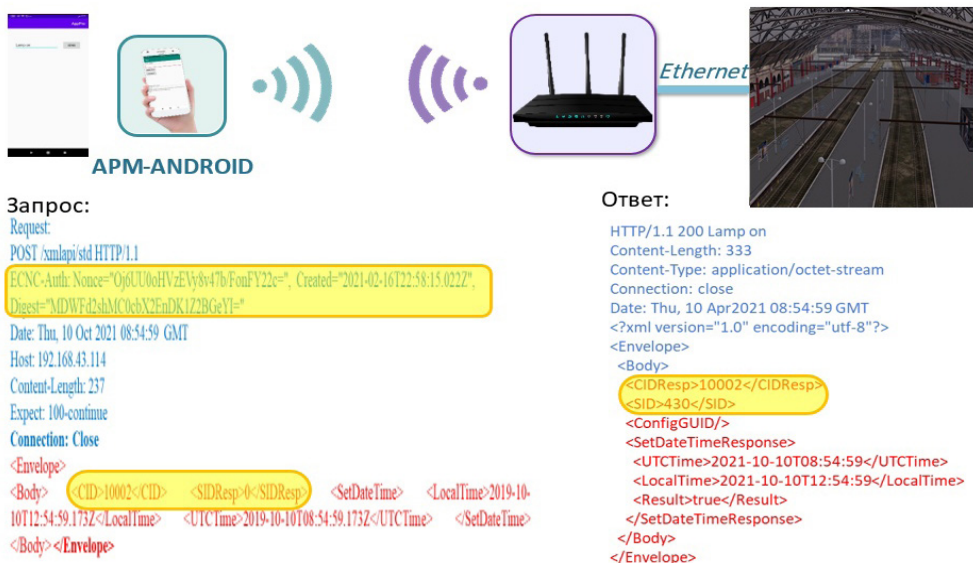 AppPro
Ethernet
APM-ANDROID
Запрос:
Request:
POST /xmlapi/std HTTP/1.1
ECNC-Auth: Nonce="Oj6UU0oHVzEVy8v47b/FonFY22c=", Created="2021-02-16T22:58:15.022Z",
Digest="MDWFd2shMC0cbX2EnDK1Z2BGeYI="
Date: Thu, 10 Oct 2021 08:54:59 GMT
Host: 192.168.43.114
Content-Length: 237
Expect: 100-continue
Connection: Close
<Envelope>
<Body> <CID>10002</CID> <SIDResp>0</SIDResp> <SetDateTime> <LocalTime>2019-10-
10T12:54:59.173Z</LocalTime> <UTCTime>2019-10-10T08:54:59.173Z</UTCTime> </SetDateTime>
</Body> </Envelope>
Ответ:
HTTP/1.1 200 Lamp on
Content-Length: 333
Content-Type: application/octet-stream
Connection: close
Date: Thu, 10 Apr2021 08:54:59 GMT
<?xml version="1.0" encoding="utf-8"?>
<Envelope>
<Body>
<CIDResp>10002</CIDResp>
<SID>430</SID>
<ConfigGUID/>
<SetDateTimeResponse>
<UTCTime>2021-10-10T08:54:59</UTCTime>
<LocalTime>2021-10-10T12:54:59</LocalTime>
<Result>true</Result>
</SetDateTimeResponse>
</Body>
</Envelope>